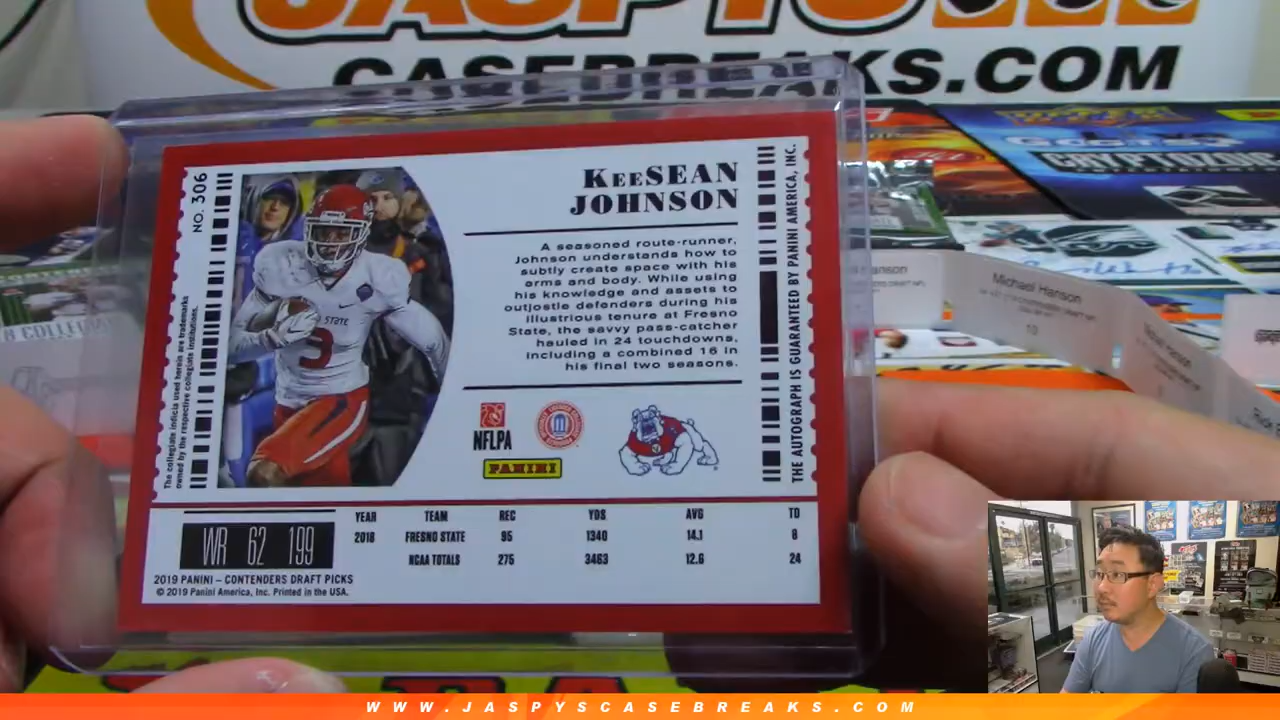 CASEBREAKS.COM
NO. 306
KEESEAN
JOHNSON
A seasoned route-runner,
Johnson understands how to
subtly create space with his
arms and body. While using
his knowledge and assets to
outjostle defenders during his
illustrious tenure at Fresno
State, the savvy pass-catcher
hauled in 24 touchdowns,
including a combined 16 in
his final two seasons.
STATE
3
The collegiate indicia used herein are trademarks
owned by the respective collegiate institutions.
THE AUTOGRAPH IS GUARANTEED BY PANINI AMERICA, INC.
NFLPA
PANINI
WR 62 199
YEAR TEAM REC YDS AVG TD
2018 FRESNO STATE 95 1340 14.1 8
NCAA TOTALS 275 3463 12.6 24
2019 PANINI – CONTENDERS DRAFT PICKS
© 2019 Panini America, Inc. Printed in the USA.
CRYPTOZOIC
Michael Hanson
WWW.JASPYSCASEBREAKS.COM